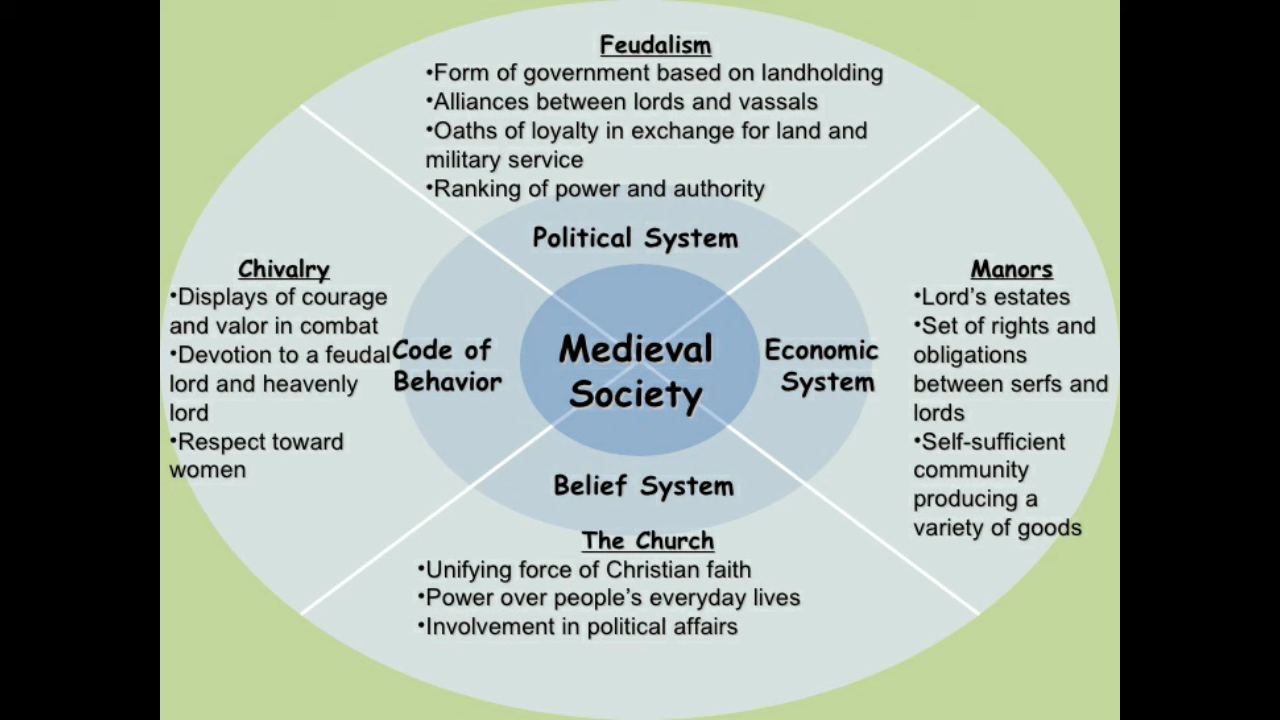 Feudalism
•Form of government based on landholding
•Alliances between lords and vassals
•Oaths of loyalty in exchange for land and
military service
•Ranking of power and authority
Political System
Chivalry
•Displays of courage
and valor in combat
•Devotion to a feudal
lord and heavenly
lord
•Respect toward
women
Code of
Behavior
Medieval
Society
Economic
System
Manors
•Lord’s estates
•Set of rights and
obligations
between serfs and
lords
•Self-sufficient
community
producing a
variety of goods
Belief System
The Church
•Unifying force of Christian faith
•Power over people’s everyday lives
•Involvement in political affairs